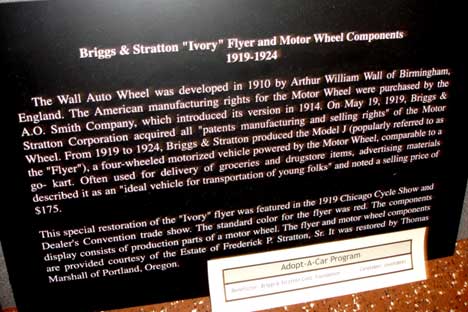 Briggs & Stratton "Ivory" Flyer and Motor Wheel Components
1919-1924
The Wall Auto Wheel was developed in 1910 by Arthur William Wall of Birmingham,
England. The American manufacturing rights for the Motor Wheel were purchased by the
A.O. Smith Company, which introduced its version in 1914. On May 19, 1919, Briggs &
Stratton Corporation acquired all "patents manufacturing and selling rights" of the Motor
Wheel. From 1919 to 1924, Briggs & Stratton produced the Model J (popularly referred to as
the "Flyer"), a four-wheeled motorized vehicle powered by the Motor Wheel, comparable to a
go- kart. Often used for delivery of groceries and drugstore items, advertising materials
described it as an "ideal vehicle for transportation of young folks" and noted a selling price of
$175.
This special restoration of the "Ivory" flyer was featured in the 1919 Chicago Cycle Show and
Dealer's Convention trade show. The standard color for the flyer was red. The components
display consists of production parts of a motor wheel. The flyer and motor wheel components
are provided courtesy of the Estate of Frederick P. Stratton, Sr. It was restored by Thomas
Marshall of Portland, Oregon.
Adopt-A-Car Program
Briggs & Stratton Corp. Foundation